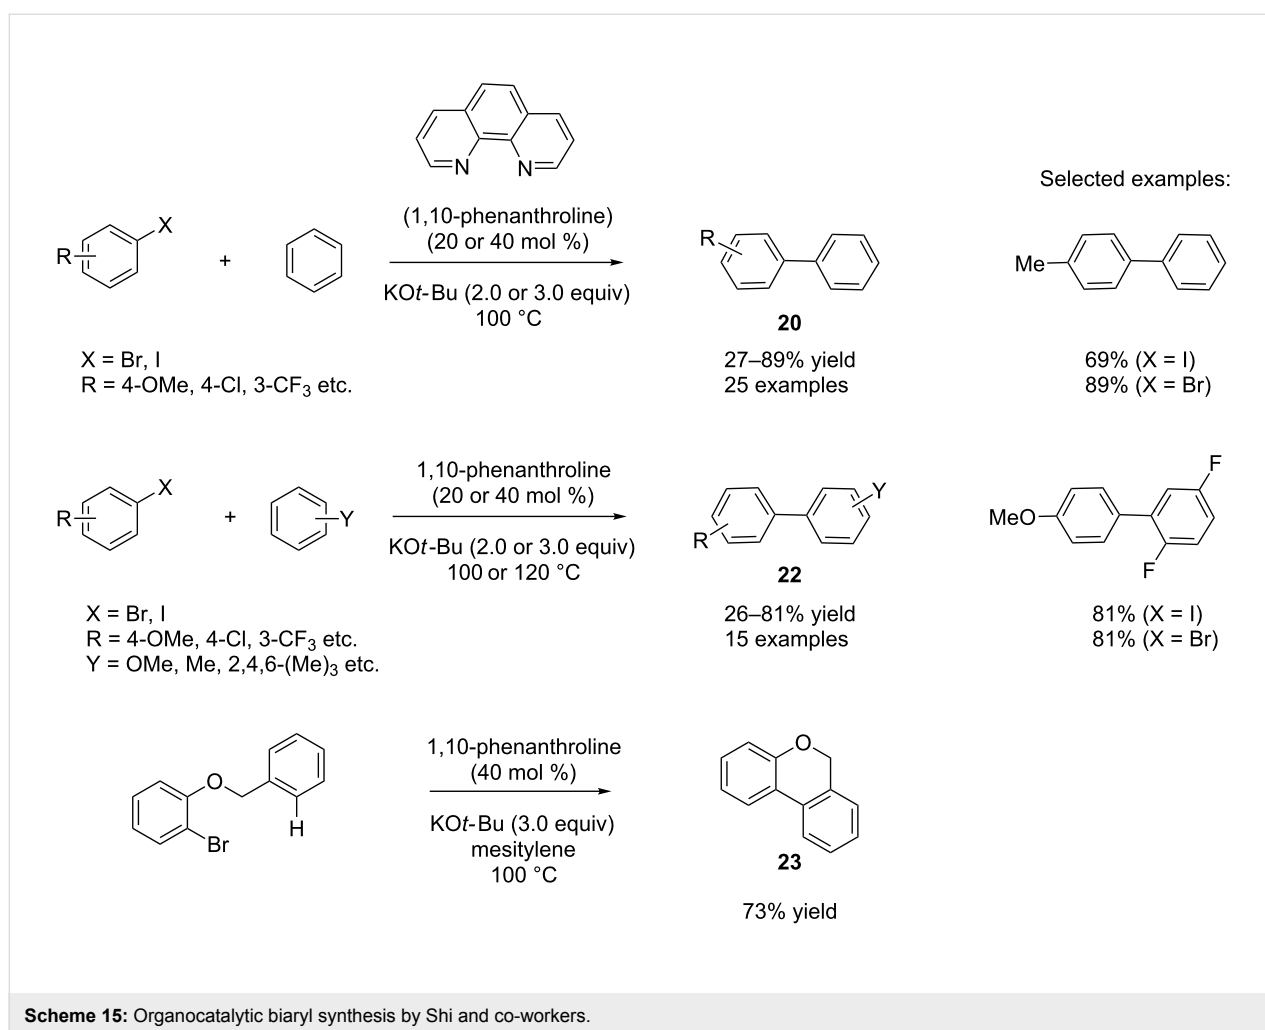 N
N
Selected examples:
R
X
+
(1,10-phenanthroline)
(20 or 40 mol %)
KOt-Bu (2.0 or 3.0 equiv)
100 °C
R
20
Me
X = Br, I
R = 4-OMe, 4-Cl, 3-CF3 etc.
27–89% yield
25 examples
69% (X = I)
89% (X = Br)
R
X
+
Y
1,10-phenanthroline
(20 or 40 mol %)
KOt-Bu (2.0 or 3.0 equiv)
100 or 120 °C
R
Y
22
MeO
F
F
X = Br, I
R = 4-OMe, 4-Cl, 3-CF3 etc.
Y = OMe, Me, 2,4,6-(Me)3 etc.
26–81% yield
15 examples
81% (X = I)
81% (X = Br)
O
Br
H
1,10-phenanthroline
(40 mol %)
KOt-Bu (3.0 equiv)
mesitylene
100 °C
O
23
73% yield
Scheme 15: Organocatalytic biaryl synthesis by Shi and co-workers.